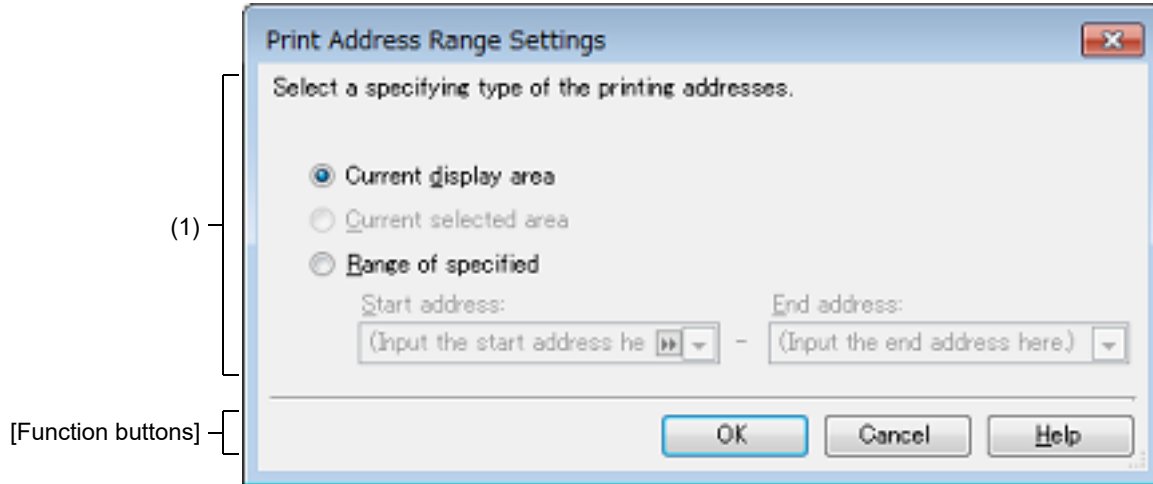 Print Address Range Settings
Select a specifying type of the printing addresses.
Current display area
(1)
Current selected area
Range of specified
Start address: End address:
(Input the start address he - (Input the end address here.)
[Function buttons]
OK Cancel Help